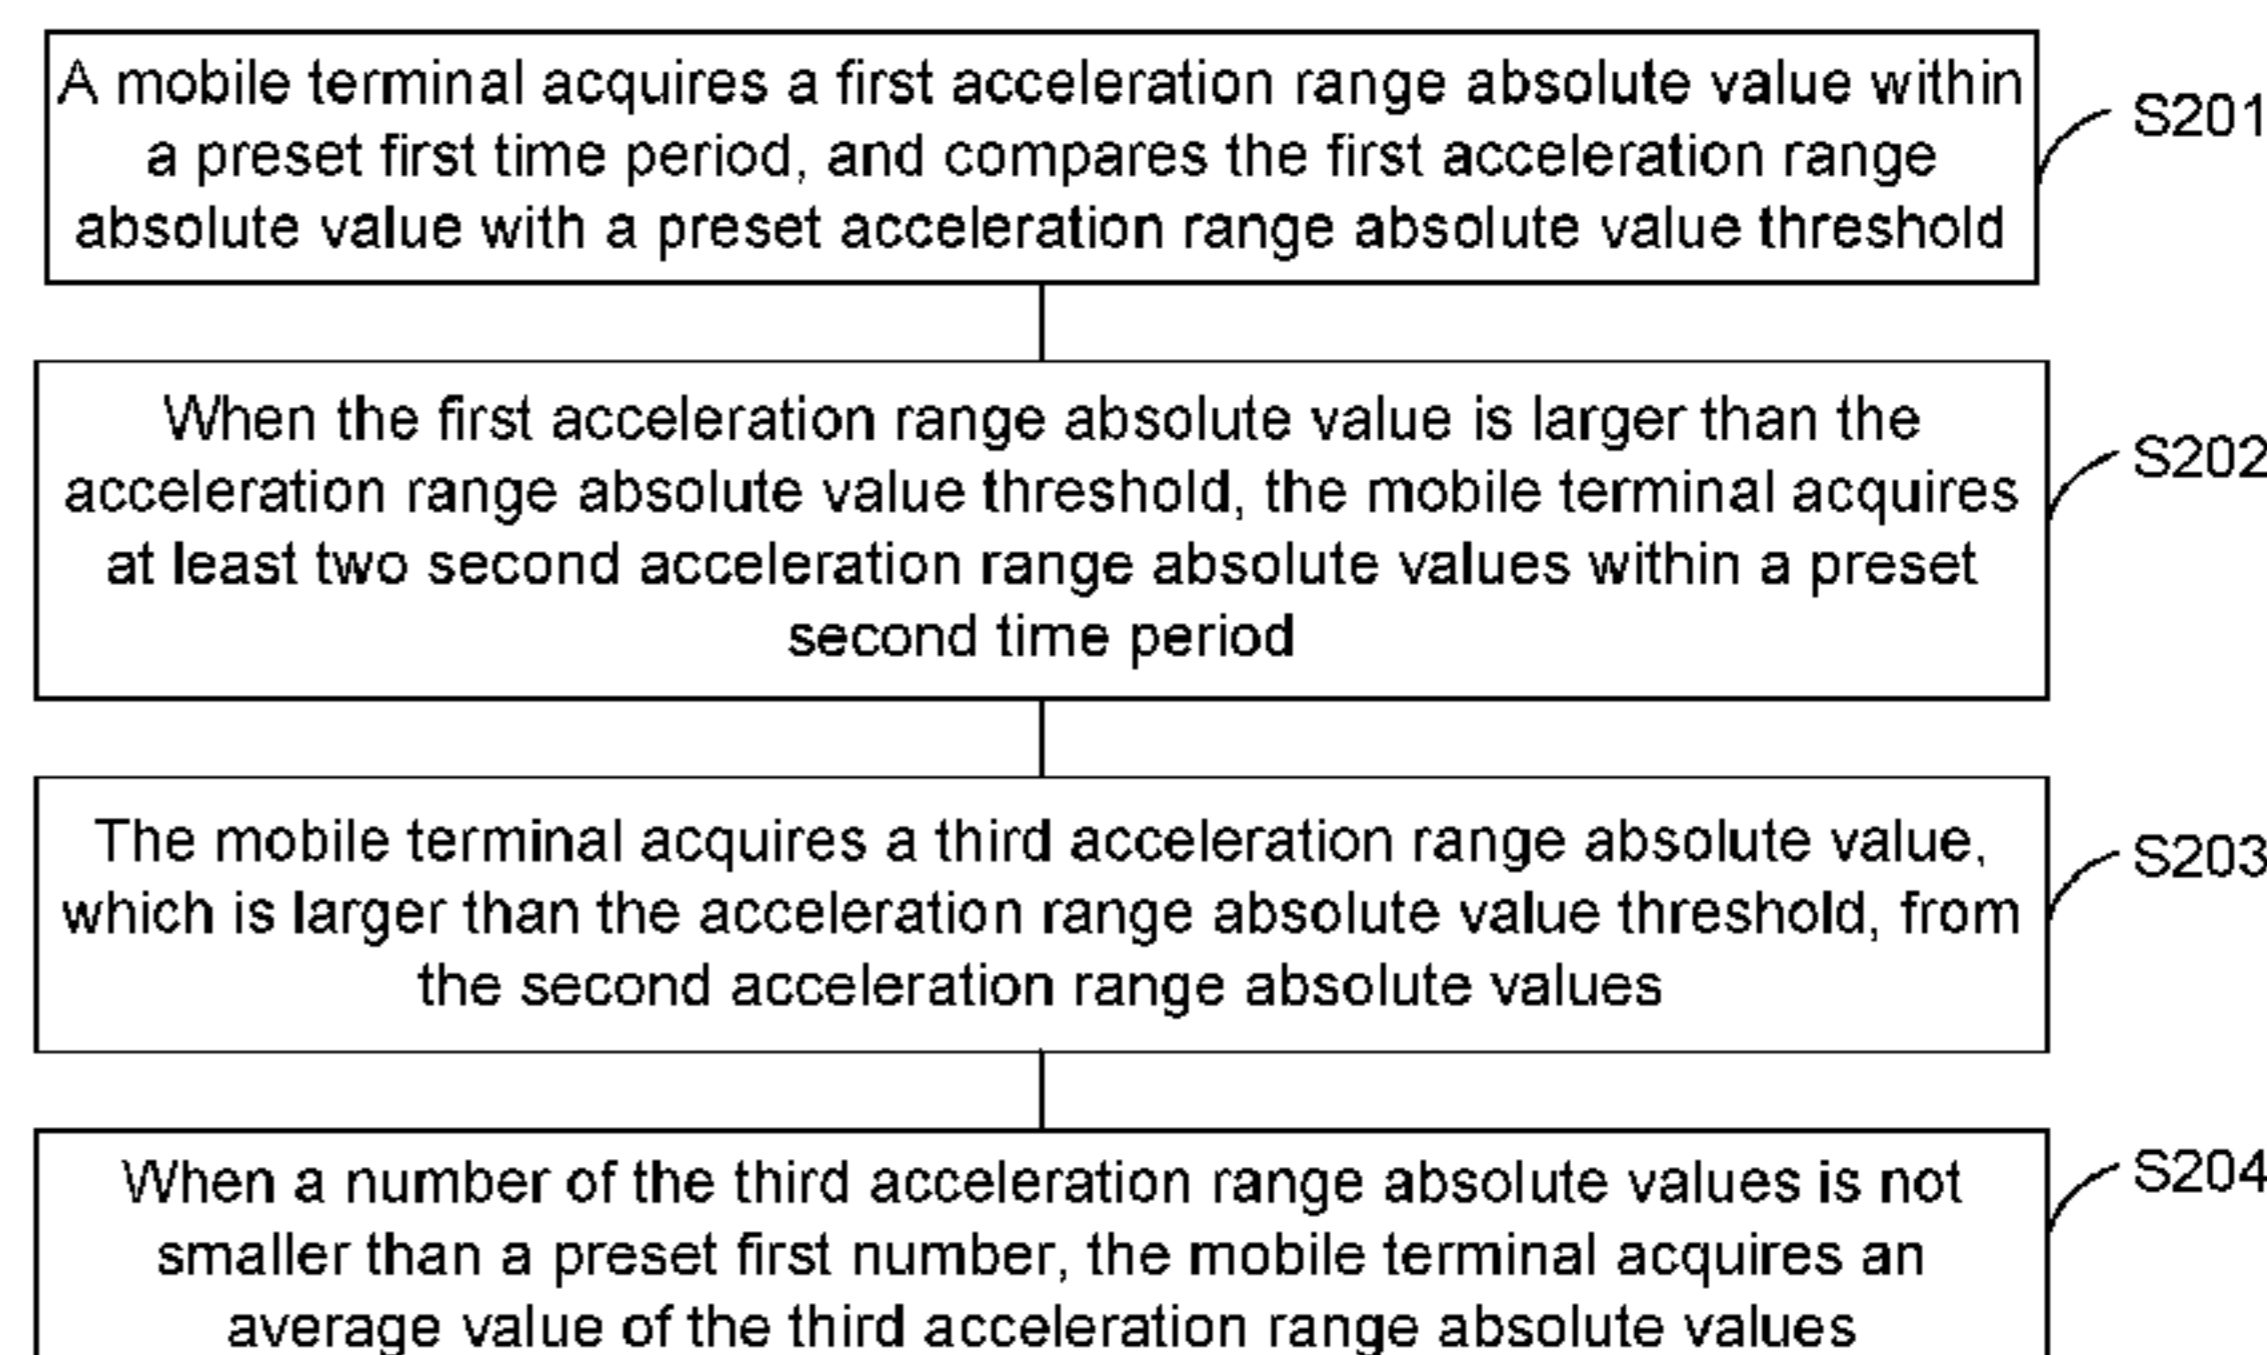 A mobile terminal acquires a first acceleration range absolute value within
a preset first time period, and compares the first acceleration range
absolute value with a preset acceleration range absolute value threshold
S201
When the first acceleration range absolute value is larger than the
acceleration range absolute value threshold, the mobile terminal acquires
at least two second acceleration range absolute values within a preset
second time period
S202
The mobile terminal acquires a third acceleration range absolute value,
which is larger than the acceleration range absolute value threshold, from
the second acceleration range absolute values
S203
When a number of the third acceleration range absolute values is not
smaller than a preset first number, the mobile terminal acquires an
average value of the third acceleration range absolute values
S204